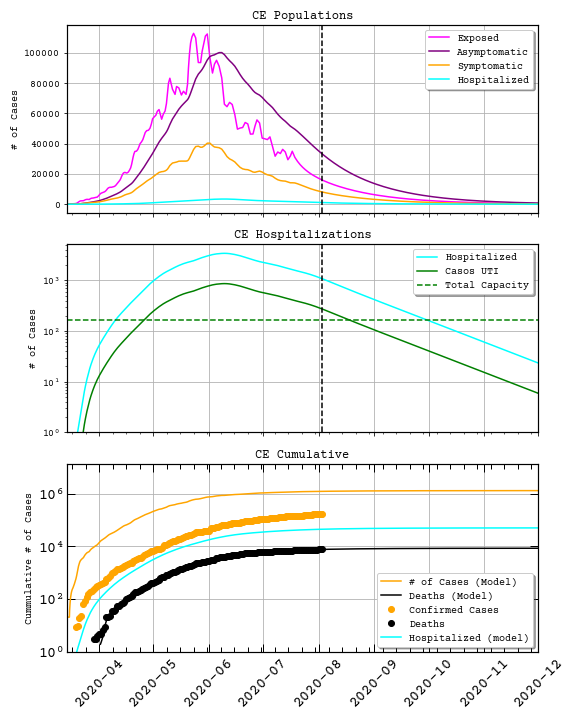 CE Populations
# of Cases
100000
80000
60000
40000
20000
0
Exposed
Asymptomatic
Symptomatic
Hospitalized
CE Hospitalizations
# of Cases
10³
10²
10¹
10⁰
Hospitalized
Casos UTI
Total Capacity
CE Cumulative
Cummulative # of Cases
10⁶
10⁴
10²
10⁰
# of Cases (Model)
Deaths (Model)
Confirmed Cases
Deaths
Hospitalized (model)
2020-04
2020-05
2020-06
2020-07
2020-08
2020-09
2020-10
2020-11
2020-12